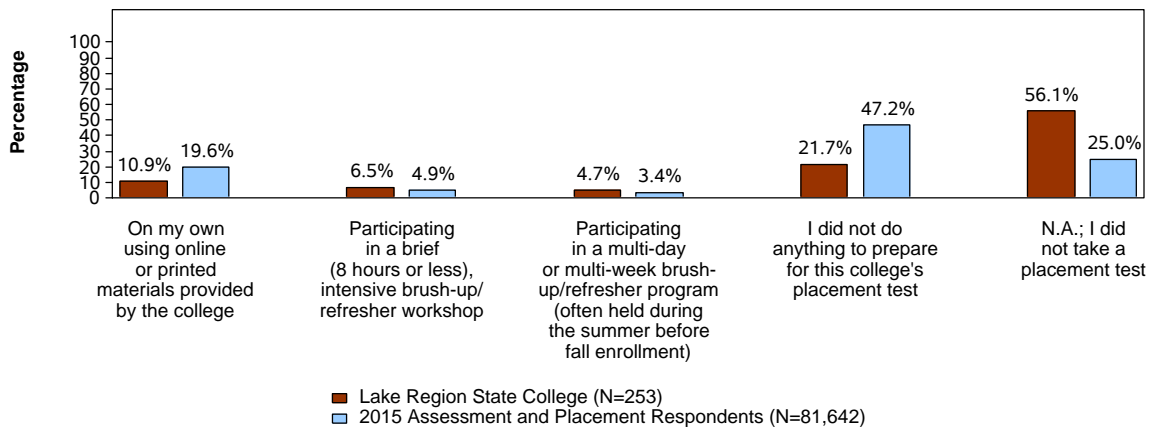 Percentage
100
90
80
70
60
50
40
30
20
10
0
10.9%
19.6%
6.5%
4.9%
4.7%
3.4%
21.7%
47.2%
56.1%
25.0%
On my own
using online
or printed
materials provided
by the college
Participating
in a brief
(8 hours or less),
intensive brush-up/
refresher workshop
Participating
in a multi-day
or multi-week brush-
up/refresher program
(often held during
the summer before
fall enrollment)
I did not do
anything to prepare
for this college's
placement test
N.A.; I did
not take a
placement test
Lake Region State College (N=253)
2015 Assessment and Placement Respondents (N=81,642)